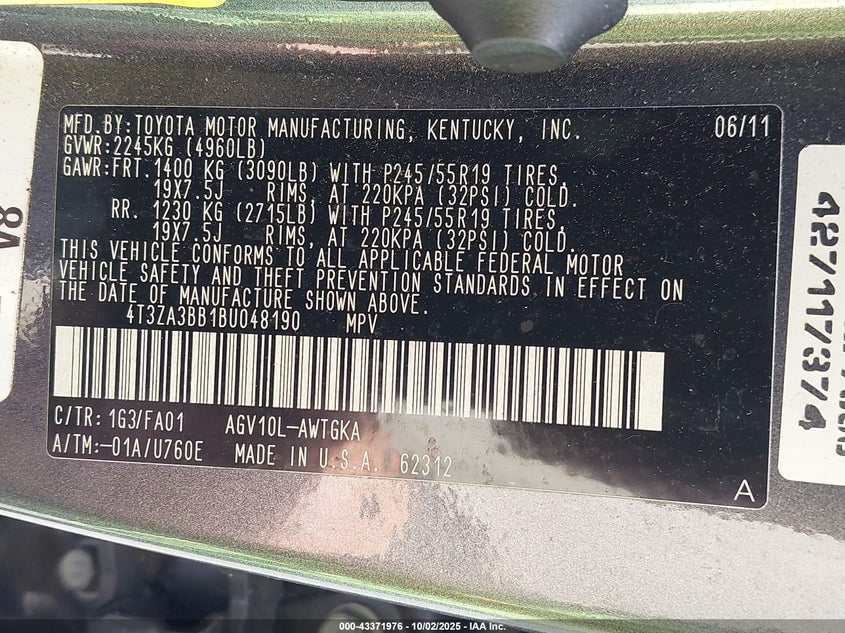 MFD.BY:TOYOTA MOTOR MANUFACTURING, KENTUCKY, INC. 06/11
GVWR:2245KG (4960LB)
GAWR:FRT.1400 KG (3090LB) WITH P245/55R19 TIRES,
19X7.5J RIMS, AT 220KPA (32PSI) COLD.
RR. 1230 KG (2715LB) WITH P245/55R19 TIRES,
19X7.5J RIMS, AT 220KPA (32PSI) COLD.
THIS VEHICLE CONFORMS TO ALL APPLICABLE FEDERAL MOTOR
VEHICLE SAFETY AND THEFT PREVENTION STANDARDS IN EFFECT ON
THE DATE OF MANUFACTURE SHOWN ABOVE.
4T3ZA3BB1BU048190 MPV
C/TR: 1G3/FA01 AGV10L-AWTGKA
A/TM:-01A/U760E MADE IN U.S.A. 62312
A
84
427117374
000-43371976 - 10/02/2025 - IAA Inc.